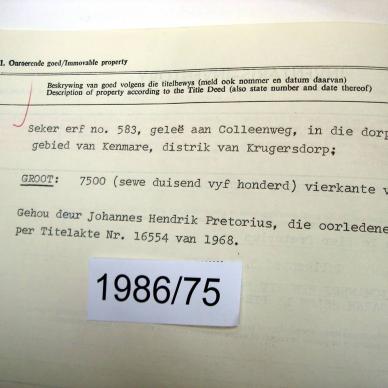 1. Onroerende goed/Immovable property
Beskrywing van goed volgens die titelbewys (meld ook nommer en datum daarvan)
Description of property according to the Title Deed (also state number and date thereof)
Seker erf no. 583, geleë aan Colleenweg, in die dorp
gebied van Kenmare, distrik van Krugersdorp;
GROOT: 7500 (sewe duisend vyf honderd) vierkante v
Gehou deur Johannes Hendrik Pretorius, die oorledene
per Titelakte Nr. 16554 van 1968.
1986/75